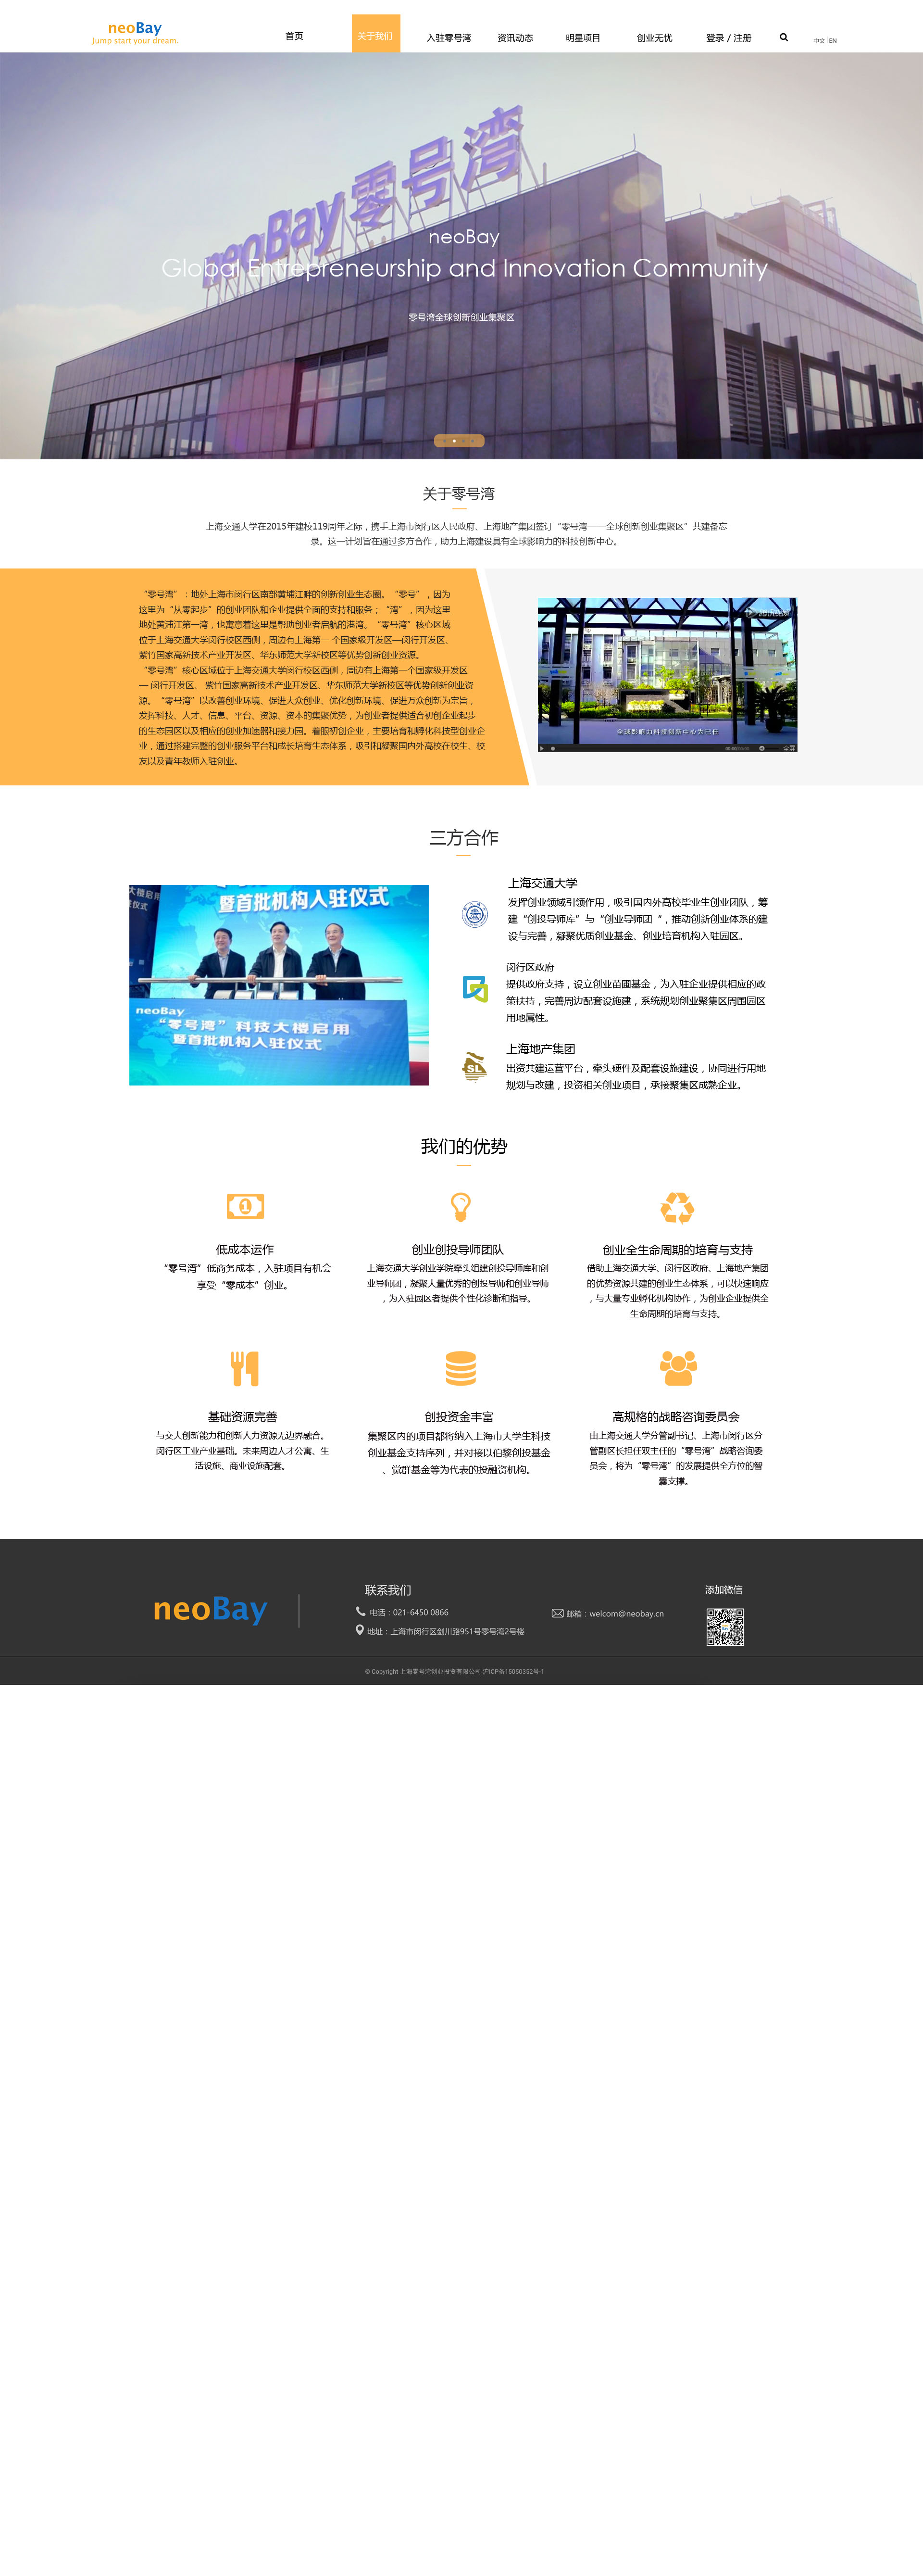 neoBay
Jump start your dream.
首页
关于我们
入驻零号湾
资讯动态
明星项目
创业无忧
登录 / 注册
中文|EN
neoBay零号湾
neoBay
Global Entrepreneurship and Innovation Community
零号湾全球创新创业集聚区
关于零号湾
上海交通大学在2015年建校119周年之际，携手上海市闵行区人民政府、上海地产集团签订“零号湾——全球创新创业集聚区”共建备忘
录。这一计划旨在通过多方合作，助力上海建设具有全球影响力的科技创新中心。
“零号湾”：地处上海市闵行区南部黄埔江畔的创新创业生态圈。“零号”，因为
这里为“从零起步”的创业团队和企业提供全面的支持和服务；“湾”，因为这里
地处黄浦江第一湾，也寓意着这里是帮助创业者启航的港湾。“零号湾”核心区域
位于上海交通大学闵行校区西侧，周边有上海第一 个国家级开发区—闵行开发区、
紫竹国家高新技术产业开发区、华东师范大学新校区等优势创新创业资源。
“零号湾”核心区域位于上海交通大学闵行校区西侧，周边有上海第一个国家级开发区
— 闵行开发区、 紫竹国家高新技术产业开发区、华东师范大学新校区等优势创新创业资
源。“零号湾”以改善创业环境、促进大众创业、优化创新环境、促进万众创新为宗旨，
发挥科技、人才、信息、平台、资源、资本的集聚优势，为创业者提供适合初创企业起步
的生态园区以及相应的创业加速器和接力园。着眼初创企业，主要培育和孵化科技型创业企
业，通过搭建完整的创业服务平台和成长培育生态体系，吸引和凝聚国内外高校在校生、校
友以及青年教师入驻创业。
全球影响力科技创新中心为己任
全屏
三方合作
暨首批机构入驻仪式
neoBay
“零号湾”科技大楼启用
暨首批机构入驻仪式
上海交通大学
发挥创业领域引领作用，吸引国内外高校毕业生创业团队，筹
建“创投导师库”与“创业导师团 “，推动创新创业体系的建
设与完善，凝聚优质创业基金、创业培育机构入驻园区。
闵行区政府
提供政府支持，设立创业苗圃基金，为入驻企业提供相应的政
策扶持，完善周边配套设施建，系统规划创业聚集区周围园区
用地属性。
SL
上海地产集团
出资共建运营平台，牵头硬件及配套设施建设，协同进行用地
规划与改建，投资相关创业项目，承接聚集区成熟企业。
我们的优势
1
低成本运作
“零号湾”低商务成本，入驻项目有机会
享受“零成本”创业。
创业创投导师团队
上海交通大学创业学院牵头组建创投导师库和创
业导师团，凝聚大量优秀的创投导师和创业导师
，为入驻园区者提供个性化诊断和指导。
创业全生命周期的培育与支持
借助上海交通大学、闵行区政府、上海地产集团
的优势资源共建的创业生态体系，可以快速响应
，与大量专业孵化机构协作，为创业企业提供全
生命周期的培育与支持。
基础资源完善
与交大创新能力和创新人力资源无边界融合。
闵行区工业产业基础。未来周边人才公寓、生
活设施、商业设施配套。
创投资金丰富
集聚区内的项目都将纳入上海市大学生科技
创业基金支持序列，并对接以伯黎创投基金
、觉群基金等为代表的投融资机构。
高规格的战略咨询委员会
由上海交通大学分管副书记、上海市闵行区分
管副区长担任双主任的“零号湾”战略咨询委
员会，将为“零号湾”的发展提供全方位的智
囊支撑。
neoBay
联系我们
电话：021-6450 0866
地址：上海市闵行区剑川路951号零号湾2号楼
邮箱：welcom@neobay.cn
添加微信
© Copyright 上海零号湾创业投资有限公司 沪ICP备15050352号-1